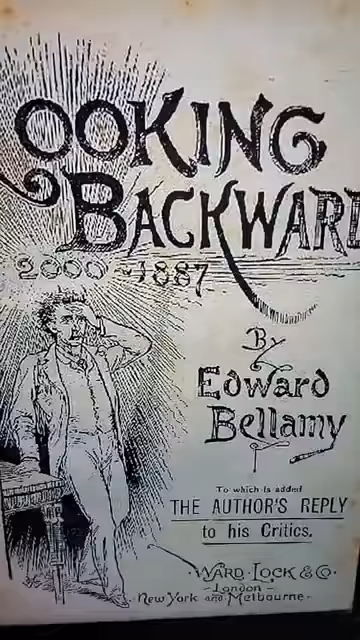 OOKING
BACKWARD
2000 ~ 1887
By
Edward
Bellamy
To which is added
THE AUTHOR'S REPLY
to his Critics.
·WARD·LOCK & Co·
- London -
New York and Melbourne -